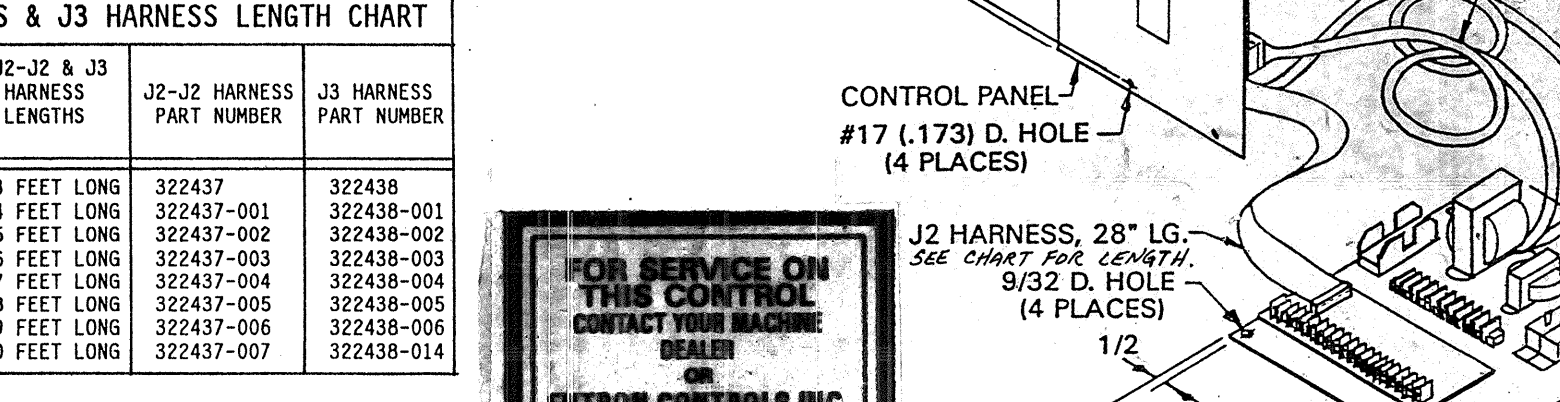 & J3 HARNESS LENGTH CHART
J2-J2 & J3
HARNESS
LENGTHS
J2-J2 HARNESS
PART NUMBER
J3 HARNESS
PART NUMBER
FEET LONG 322437 322438
FEET LONG 322437-001 322438-001
FEET LONG 322437-002 322438-002
FEET LONG 322437-003 322438-003
FEET LONG 322437-004 322438-004
FEET LONG 322437-005 322438-005
FEET LONG 322437-006 322438-006
FEET LONG 322437-007 322438-014
CONTROL PANEL
#17 (.173) D. HOLE
(4 PLACES)
J2 HARNESS, 28" LG.
SEE CHART FOR LENGTH.
9/32 D. HOLE
(4 PLACES)
1/2
FOR SERVICE ON
THIS CONTROL
CONTACT YOUR MACHINE
DEALER
OR
CONTROLS INC